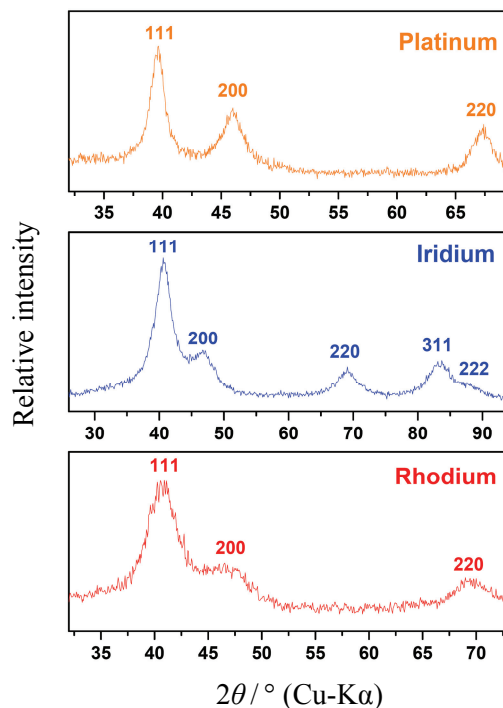 Platinum
111
200
220
35 40 45 50 55 60 65
Iridium
111
200
220
311
222
30 40 50 60 70 80 90
Rhodium
111
200
220
35 40 45 50 55 60 65 70
Relative intensity
2θ / ° (Cu-Kα)